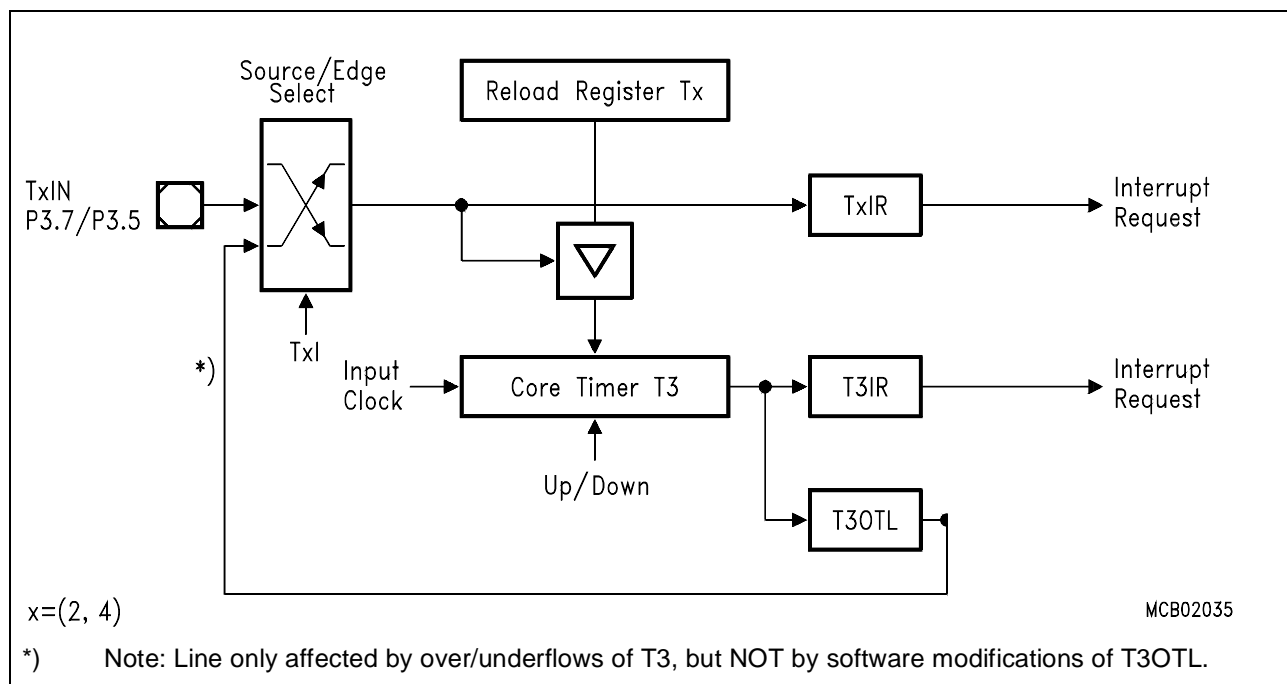 Source/Edge
Select
Reload Register Tx
TxIN
P3.7/P3.5
TxIR
Interrupt
Request
TxI
*)
Input
Clock
Core Timer T3
T3IR
Interrupt
Request
Up/Down
T3OTL
x=(2, 4)
MCB02035
*) Note: Line only affected by over/underflows of T3, but NOT by software modifications of T3OTL.